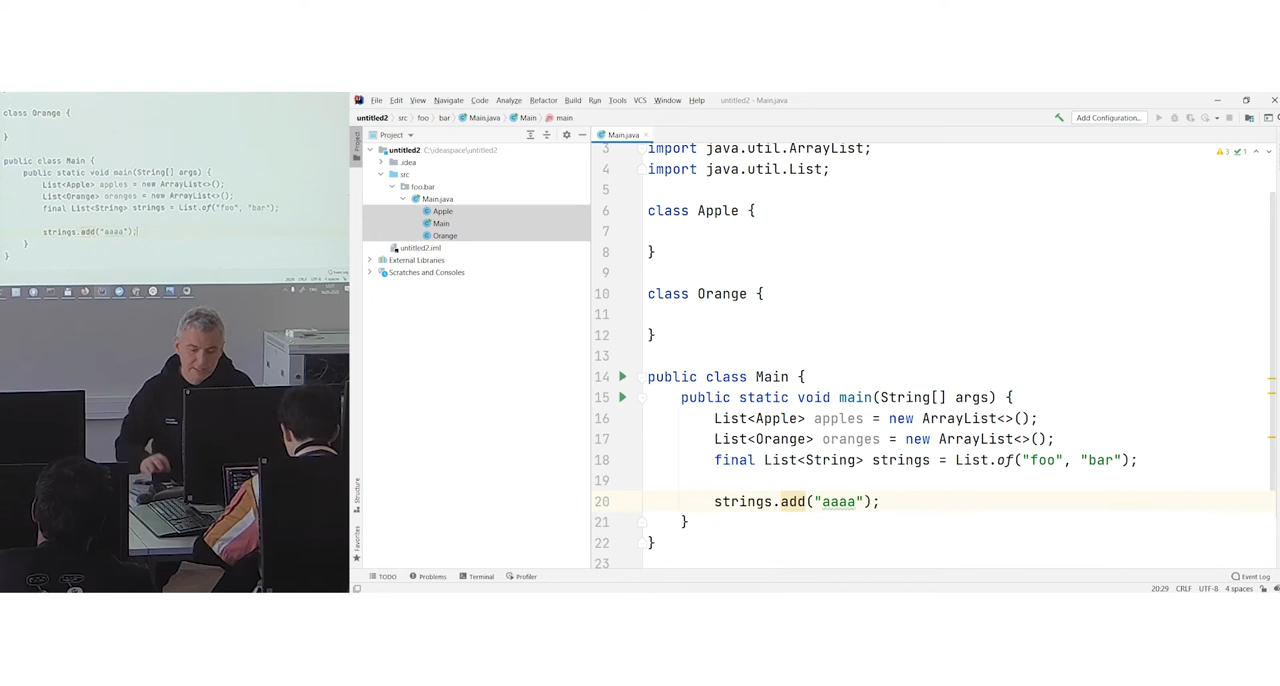 class Orange {
}
public class Main {
public static void main(String[] args) {
List<Apple> apples = new ArrayList<>();
List<Orange> oranges = new ArrayList<>();
final List<String> strings = List.of("foo", "bar");
strings.add("aaaa");
}
}
File Edit View Navigate Code Analyze Refactor Build Run Tools VCS Window Help untitled2 - Main.java
untitled2 src foo bar Main.java Main main Add Configuration...
Project
Project
Main.java
untitled2 C:\ideaspace\untitled2
.idea
src
foo.bar
Main.java
Apple
Main
Orange
untitled2.iml
External Libraries
Scratches and Consoles
Structure
Favorites
3 1
3 import java.util.ArrayList;
4 import java.util.List;
5
6 class Apple {
7
8 }
9
10 class Orange {
11
12 }
13
14 public class Main {
15 public static void main(String[] args) {
16 List<Apple> apples = new ArrayList<>();
17 List<Orange> oranges = new ArrayList<>();
18 final List<String> strings = List.of("foo", "bar");
19
20 strings.add("aaaa");
21 }
22 }
23
TODO Problems Terminal Profiler Event Log
20:29 CRLF UTF-8 4 spaces